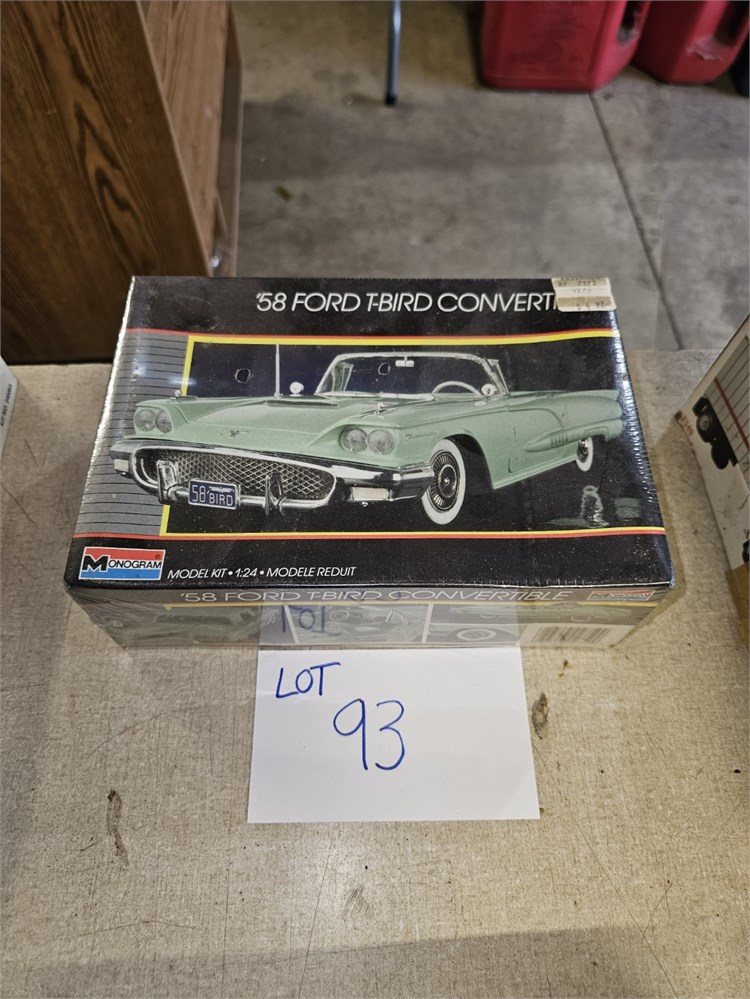 '58 FORD T-BIRD CONVERTI
58 BIRD
MONOGRAM
MODEL KIT • 1:24 • MODELE REDUIT
'58 FORD T-BIRD CONVERTIBLE
LOT
93